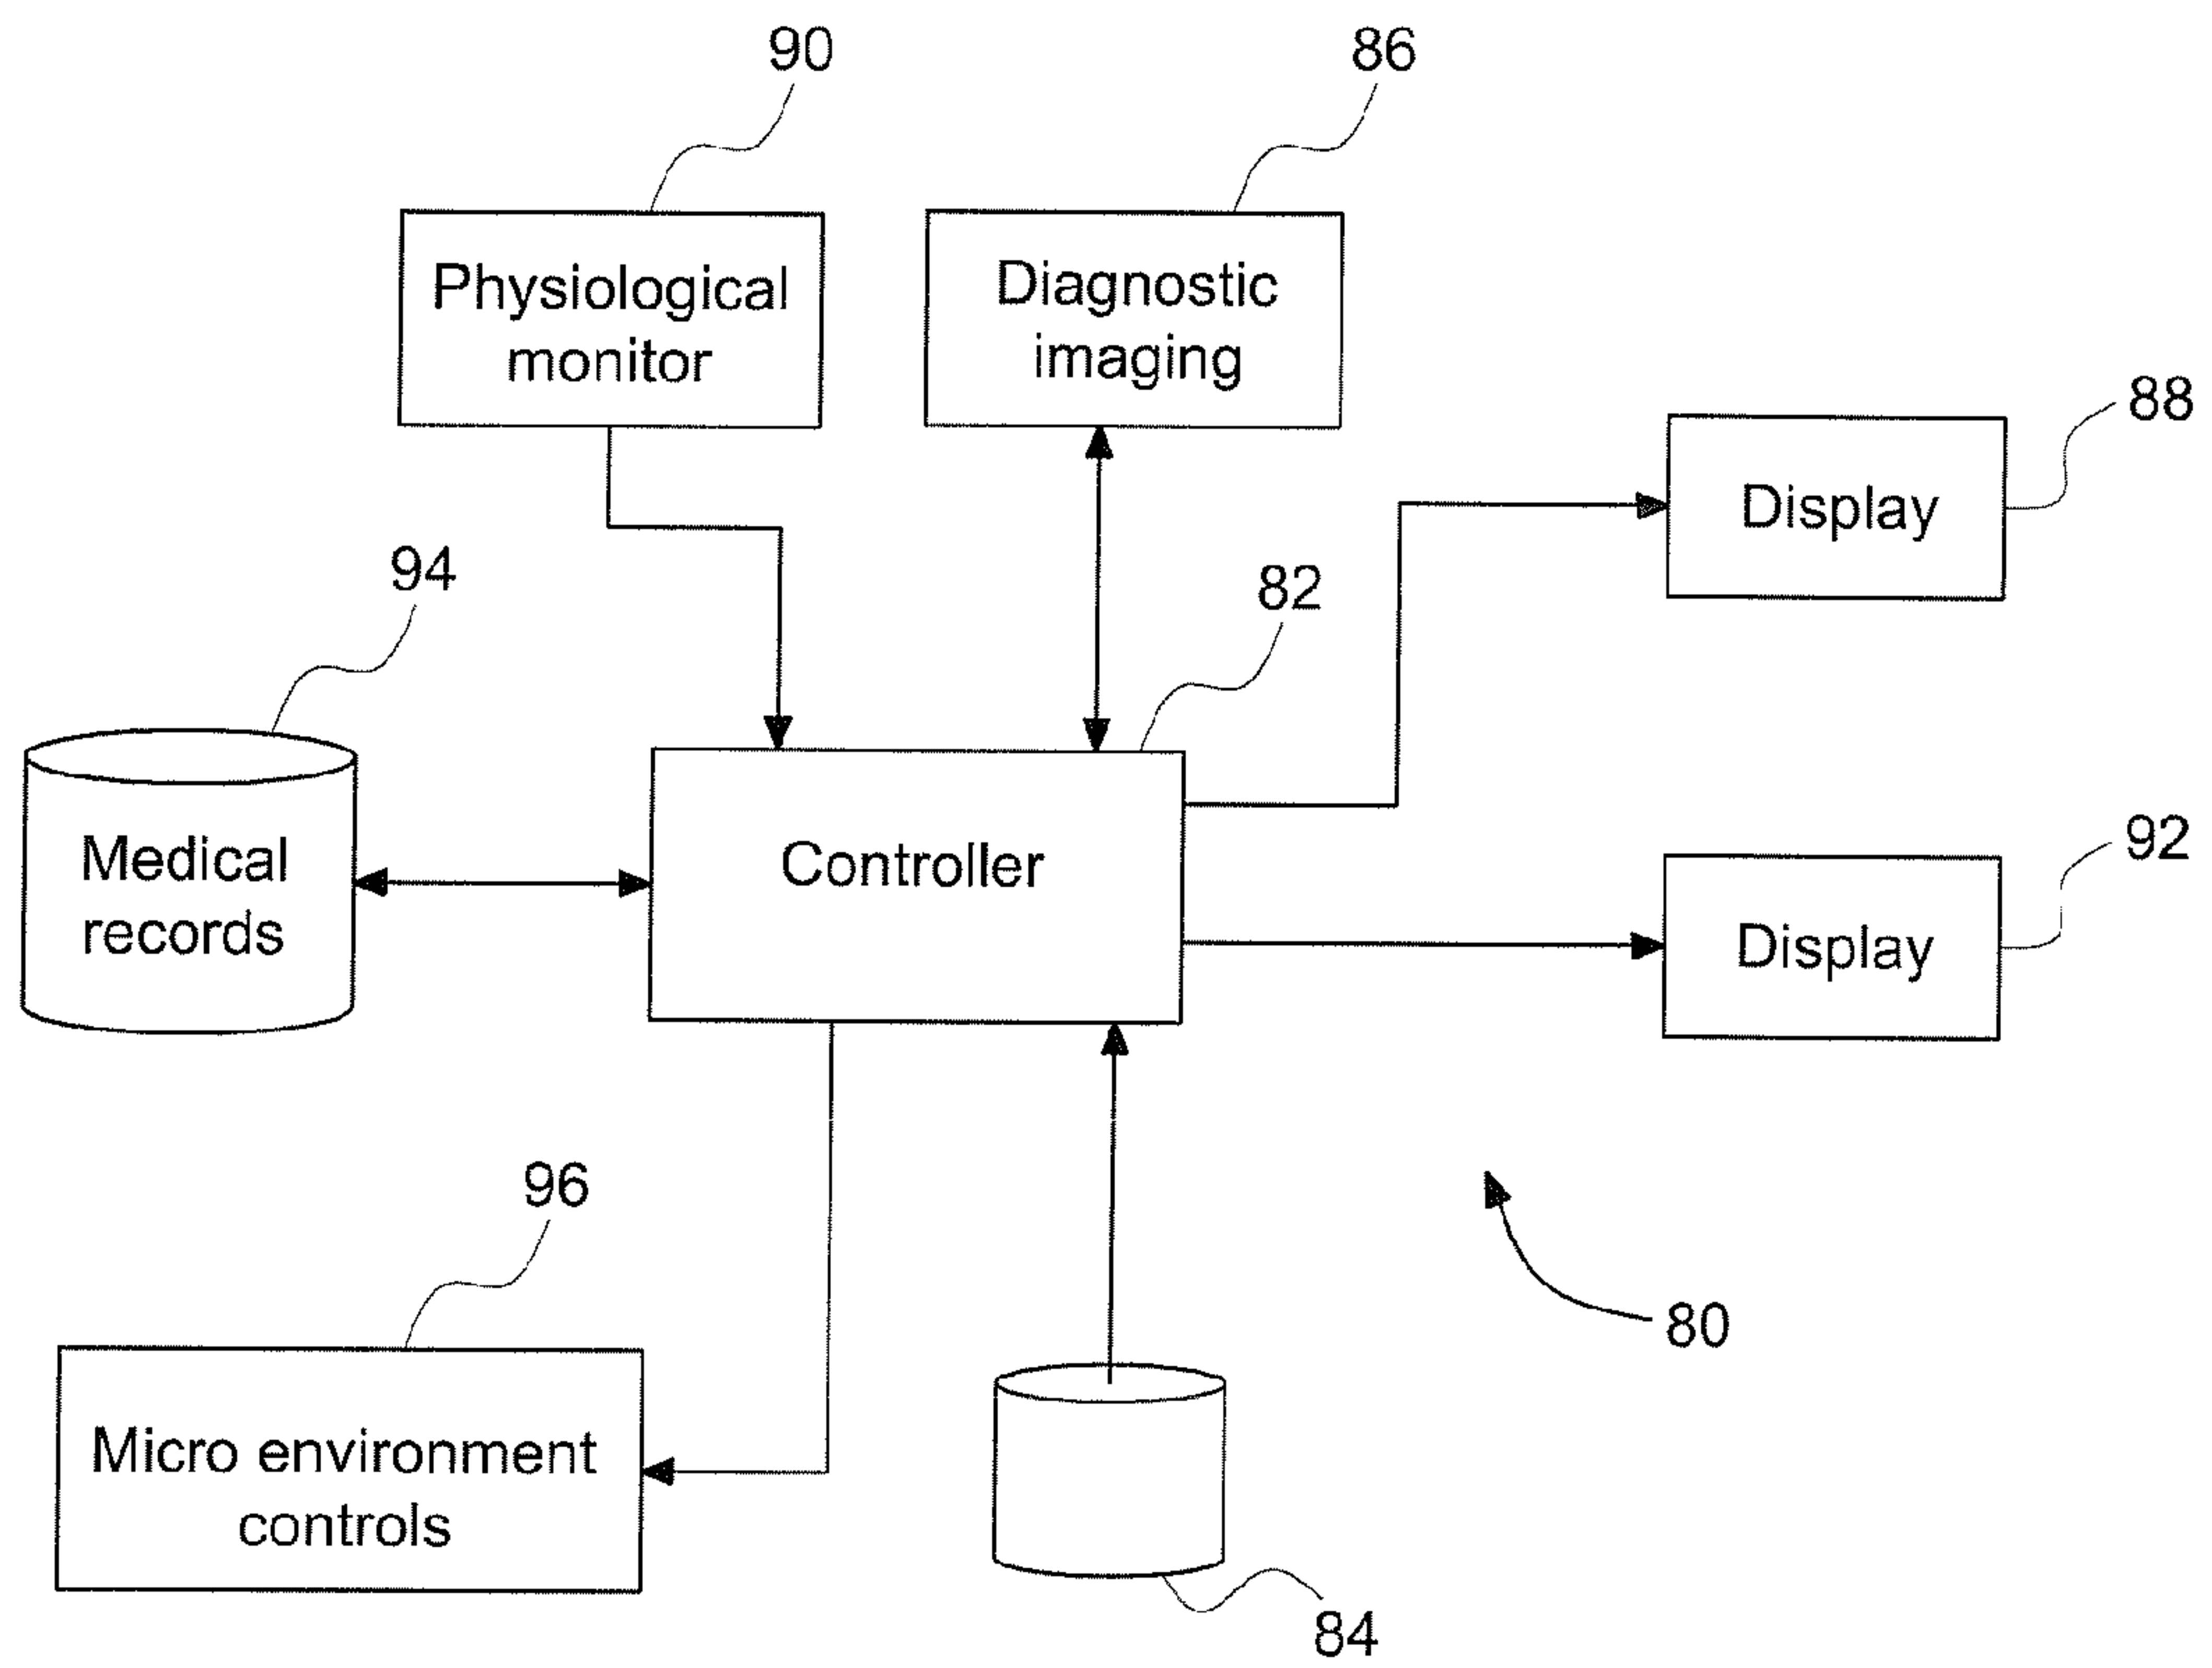 90
86
Physiological
monitor
Diagnostic
imaging
88
Display
94
82
Medical
records
Controller
92
Display
96
80
Micro environment
controls
84